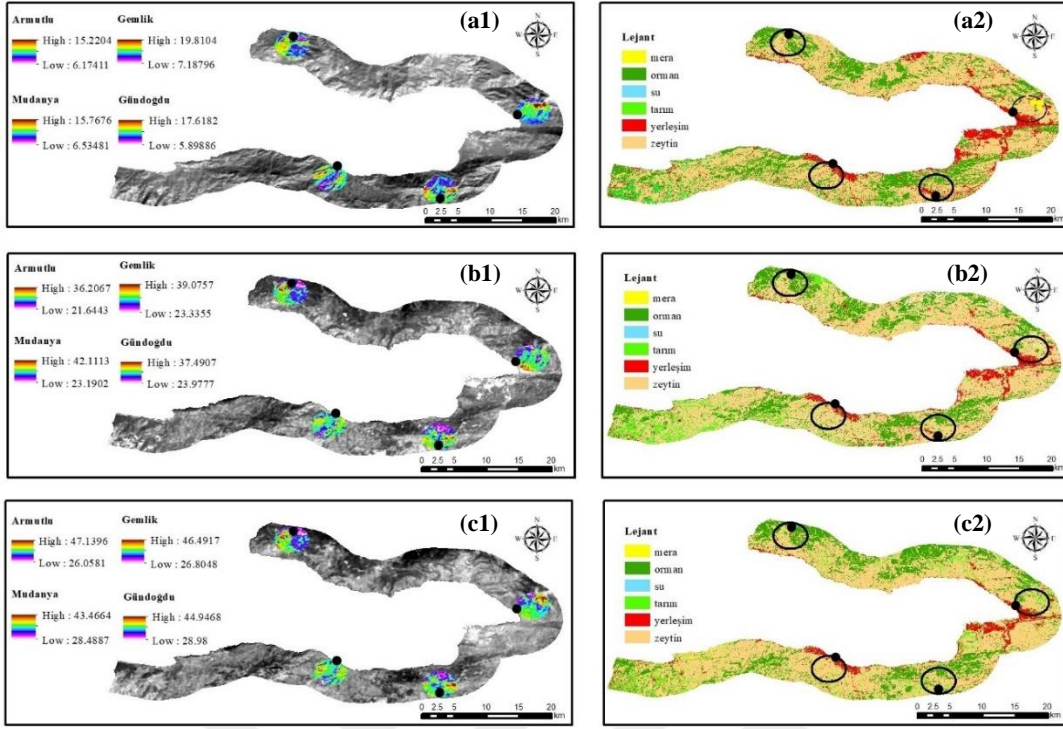 (a1)
Armutlu
High : 15.2204
Low : 6.17411
Gemlik
High : 19.8104
Low : 7.18796
Mudanya
High : 15.7676
Low : 6.53481
Gündoğdu
High : 17.6182
Low : 5.89886
N
W E
S
0 2.5 5 10 15 20
km
(a2)
Lejant
mera
orman
su
tarım
yerleşim
zeytin
N
W E
S
0 2.5 5 10 15 20
km
(b1)
Armutlu
High : 36.2067
Low : 21.6443
Gemlik
High : 39.0757
Low : 23.3355
Mudanya
High : 42.1113
Low : 23.1902
Gündoğdu
High : 37.4907
Low : 23.9777
N
W E
S
0 2.5 5 10 15 20
km
(b2)
Lejant
mera
orman
su
tarım
yerleşim
zeytin
N
W E
S
0 2.5 5 10 15 20
km
(c1)
Armutlu
High : 47.1396
Low : 26.0581
Gemlik
High : 46.4917
Low : 26.8048
Mudanya
High : 43.4664
Low : 28.4887
Gündoğdu
High : 44.9468
Low : 28.98
N
W E
S
0 2.5 5 10 15 20
km
(c2)
Lejant
mera
orman
su
tarım
yerleşim
zeytin
N
W E
S
0 2.5 5 10 15 20
km